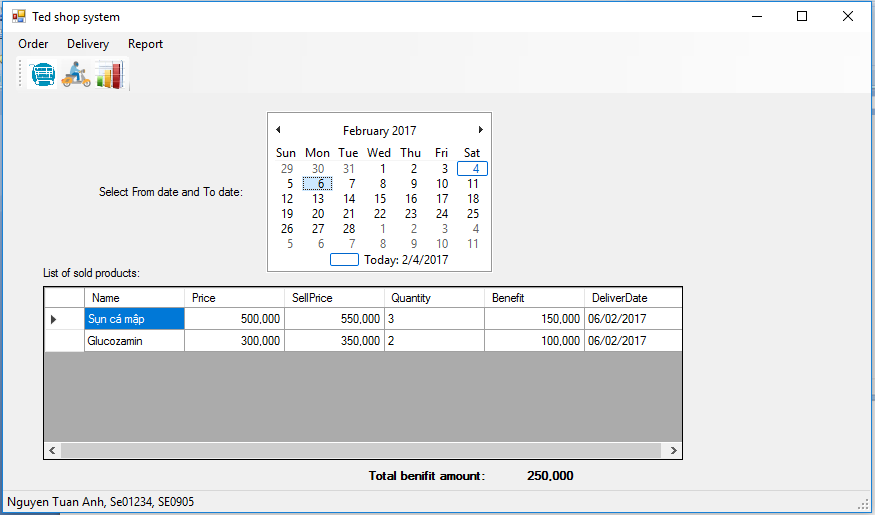 Ted shop system
Order Delivery Report
February 2017
Sun Mon Tue Wed Thu Fri Sat
29 30 31 1 2 3 4
5 6 7 8 9 10 11
12 13 14 15 16 17 18
19 20 21 22 23 24 25
26 27 28 1 2 3 4
5 6 7 8 9 10 11
Today: 2/4/2017
Select From date and To date:
List of sold products:
Name Price SellPrice Quantity Benefit DeliverDate
Sụn cá mập 500,000 550,000 3 150,000 06/02/2017
Glucozamin 300,000 350,000 2 100,000 06/02/2017
Total benifit amount: 250,000
Nguyen Tuan Anh, Se01234, SE0905